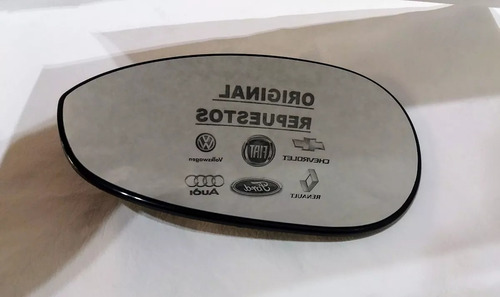 ORIGINAL
REPUESTOS
Volkswagen FIAT CHEVROLET
Audi Ford RENAULT